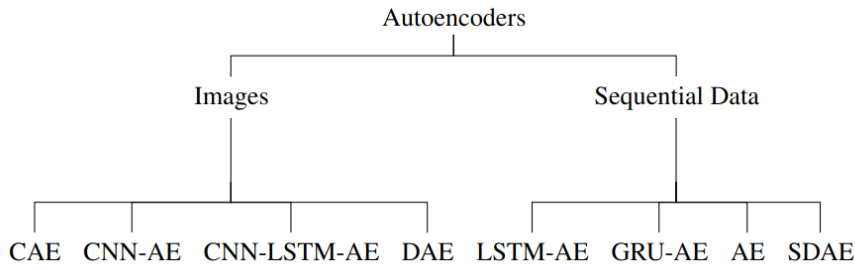 Autoencoders
Images Sequential Data
CAE CNN-AE CNN-LSTM-AE DAE LSTM-AE GRU-AE AE SDAE